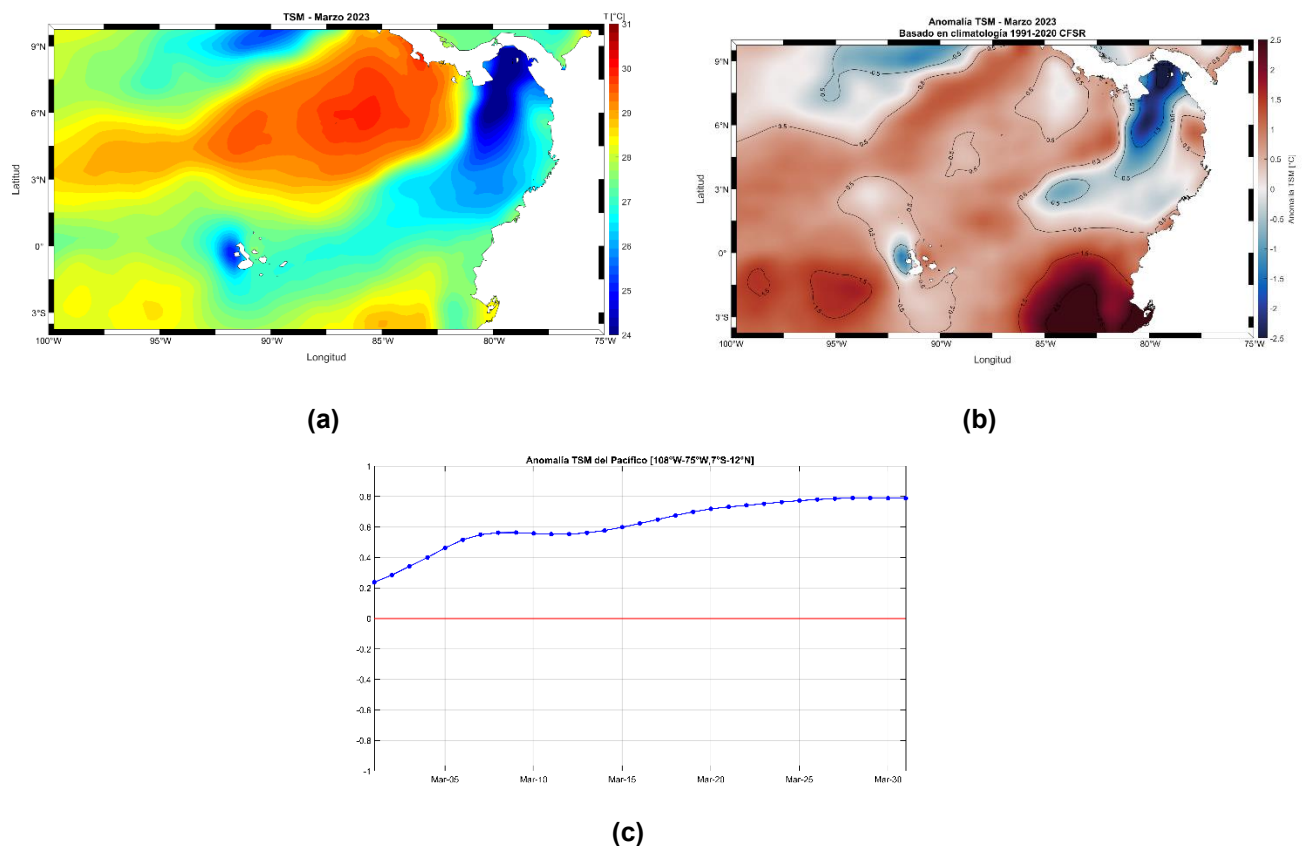 TSM - Marzo 2023
T [°C]
9°N
6°N
3°N
0°
3°S
Latitud
100°W
95°W
90°W
85°W
80°W
75°W
Longitud
31
30
29
28
27
26
25
24
(a)
Anomalía TSM - Marzo 2023
Basado en climatología 1991-2020 CFSR
9°N
6°N
3°N
0°
3°S
Latitud
100°W
95°W
90°W
85°W
80°W
75°W
Longitud
2.5
2
1.5
1
0.5
0
-0.5
-1
-1.5
-2
-2.5
Anomalía TSM [°C]
(b)
Anomalía TSM del Pacífico [108°W-75°W,7°S-12°N]
1
0.8
0.6
0.4
0.2
0
-0.2
-0.4
-0.6
-0.8
-1
Mar-05
Mar-10
Mar-15
Mar-20
Mar-25
Mar-30
(c)